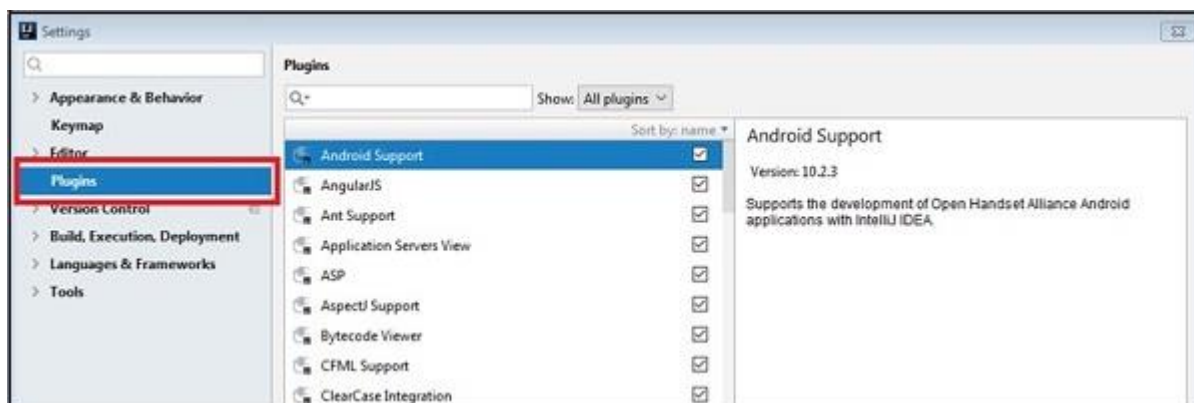 Settings
Plugins
Appearance & Behavior
Keymap
Editor
Plugins
Version Control
Build, Execution, Deployment
Languages & Frameworks
Tools
Show: All plugins
Sort by: name
Android Support
AngularJS
Ant Support
Application Servers View
ASP
AspectJ Support
Bytecode Viewer
CFML Support
ClearCase Integration
Android Support
Version: 10.2.3
Supports the development of Open Handset Alliance Android
applications with IntelliJ IDEA.